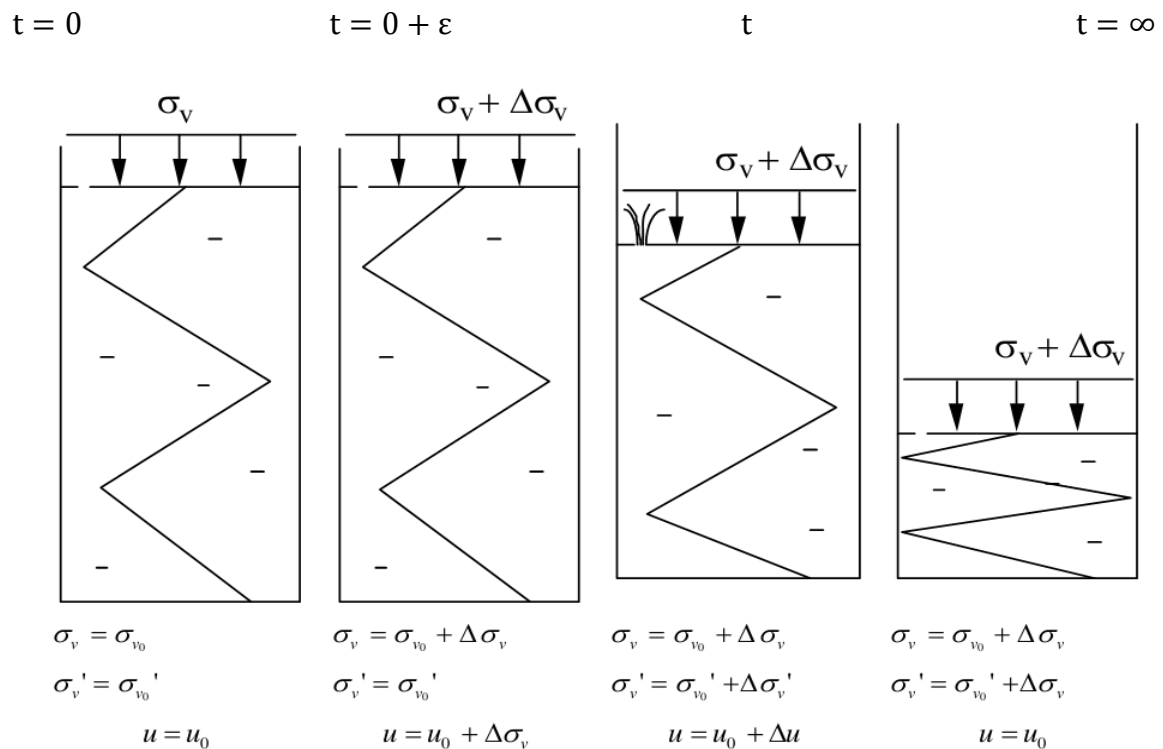 t = 0 t = 0 + ε t t = ∞
σᵥ σᵥ + Δσᵥ σᵥ + Δσᵥ σᵥ + Δσᵥ
σᵥ = σᵥ₀ σᵥ = σᵥ₀ + Δσᵥ σᵥ = σᵥ₀ + Δσᵥ σᵥ = σᵥ₀ + Δσᵥ
σᵥ' = σᵥ₀' σᵥ' = σᵥ₀' σᵥ' = σᵥ₀' + Δσᵥ' σᵥ' = σᵥ₀' + Δσᵥ
u = u₀ u = u₀ + Δσᵥ u = u₀ + Δu u = u₀